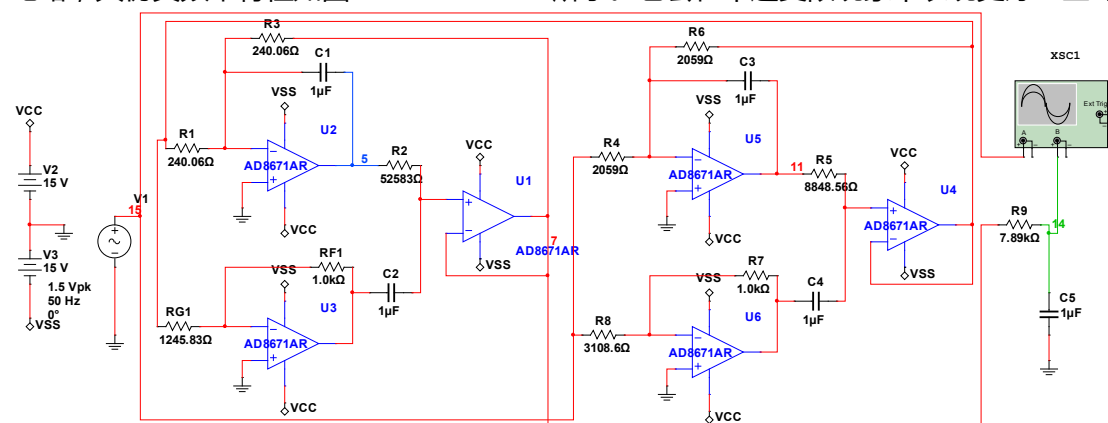 R3
240.06Ω
C1
1µF
VSS
U2
R1
240.06Ω
AD8671AR
5
R2
52583Ω
VCC
VCC
U1
AD8671AR
7
VSS
RF1
1.0kΩ
VSS
C2
1µF
U3
RG1
1245.83Ω
AD8671AR
VCC
VCC
V2
15 V
V1
15
V3
15 V
1.5 Vpk
50 Hz
0°
VSS
R6
2059Ω
C3
1µF
VSS
U5
R4
2059Ω
AD8671AR
11
R5
8848.56Ω
VCC
VCC
U4
AD8671AR
VSS
R7
1.0kΩ
VSS
C4
1µF
U6
R8
3108.6Ω
AD8671AR
VCC
XSC1
Ext Trig
A
B
R9
7.89kΩ
14
C5
1µF